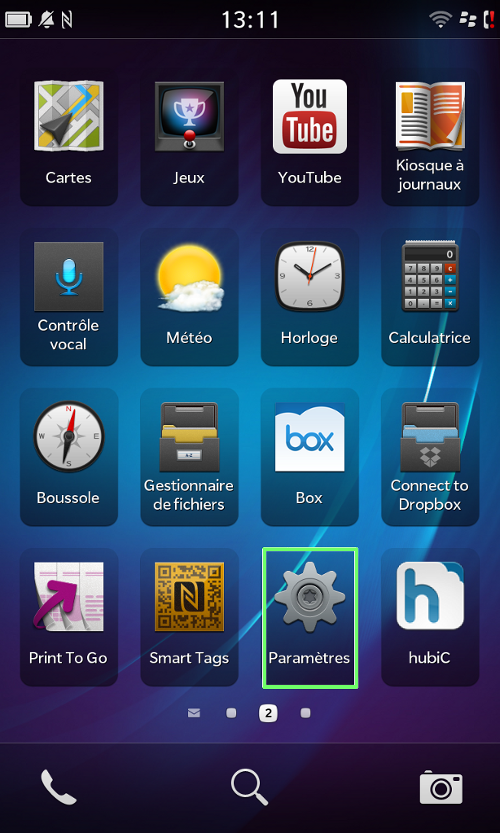 13:11
You
Tube
Cartes
Jeux
YouTube
Kiosque à
journaux
Contrôle
vocal
Météo
Horloge
Calculatrice
N
W
E
S
A-Z
box
Boussole
Gestionnaire
de fichiers
Box
Connect to
Dropbox
h
Print To Go
Smart Tags
Paramètres
hubiC
2